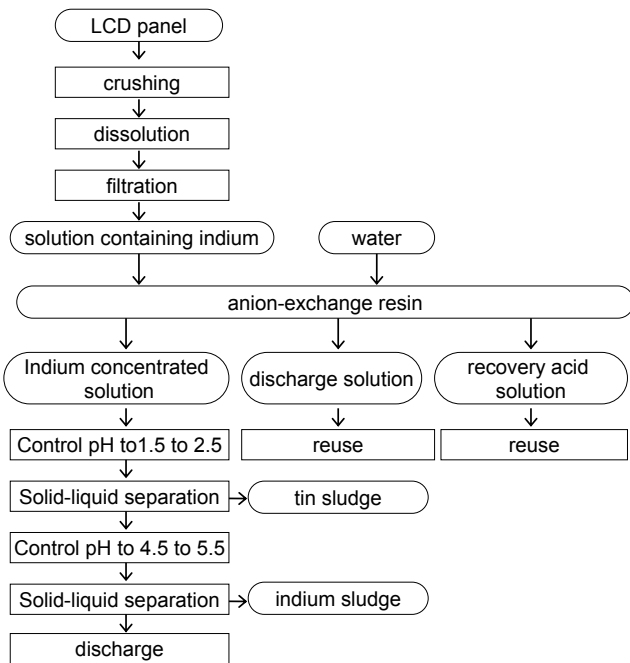 LCD panel
crushing
dissolution
filtration
solution containing indium
water
anion-exchange resin
Indium concentrated
solution
discharge solution
recovery acid
solution
Control pH to1.5 to 2.5
reuse
reuse
Solid-liquid separation
tin sludge
Control pH to 4.5 to 5.5
Solid-liquid separation
indium sludge
discharge